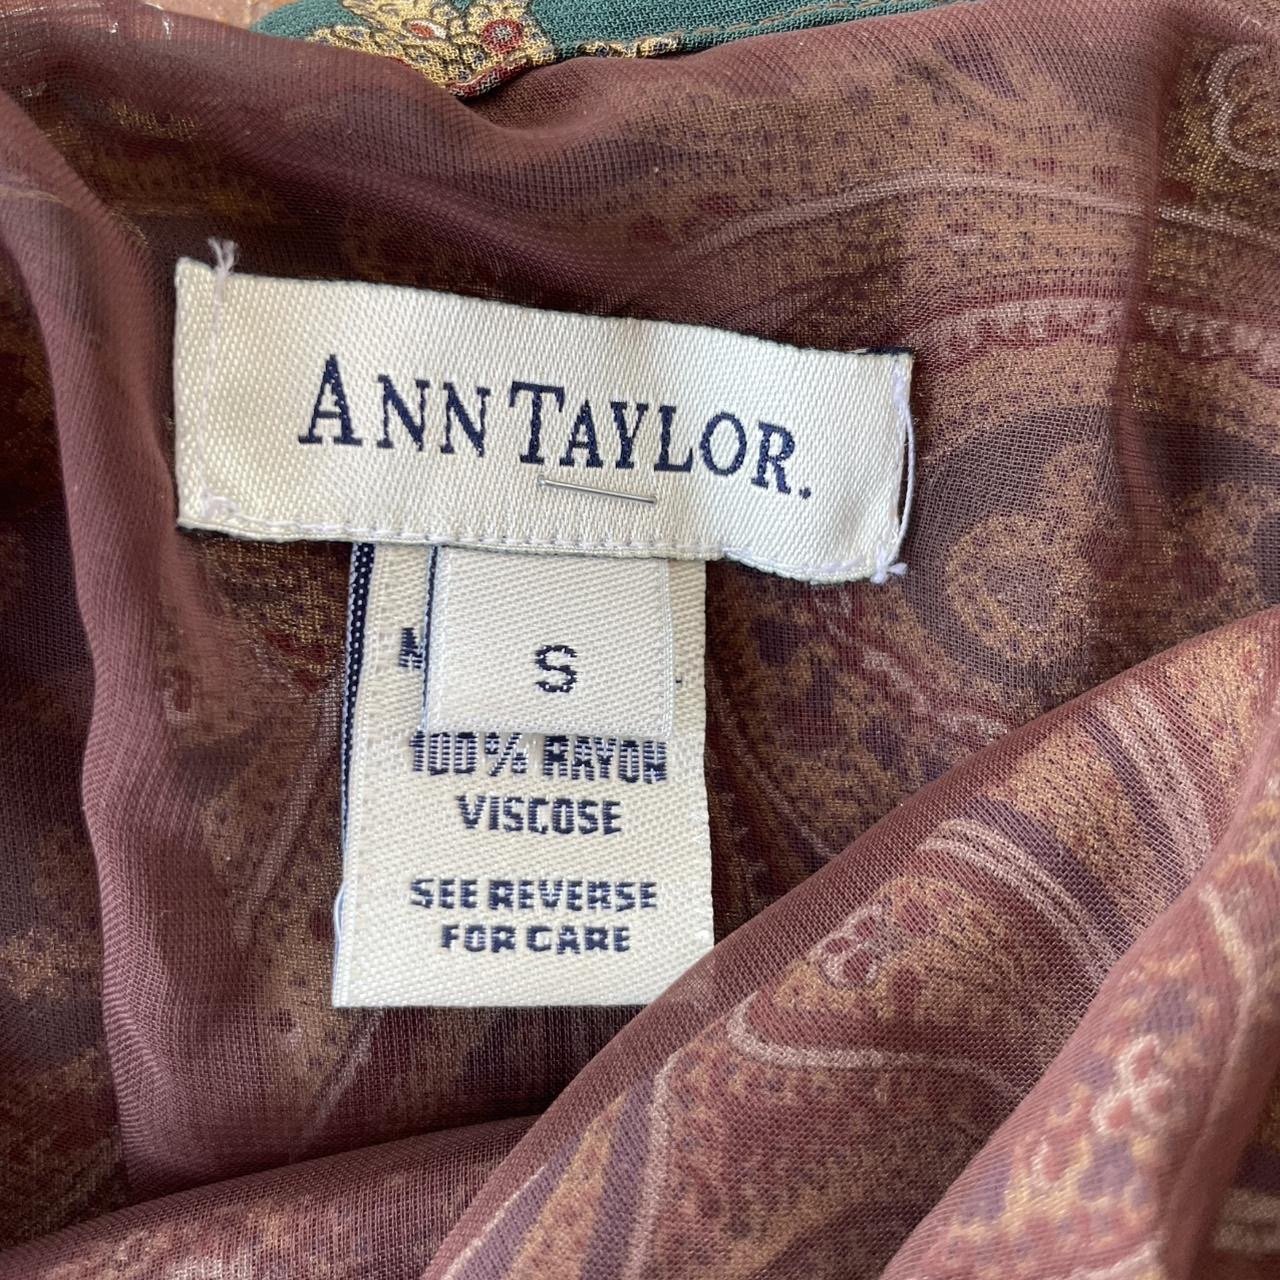 ANN TAYLOR.
S
100% RAYON
VISCOSE
SEE REVERSE
FOR CARE